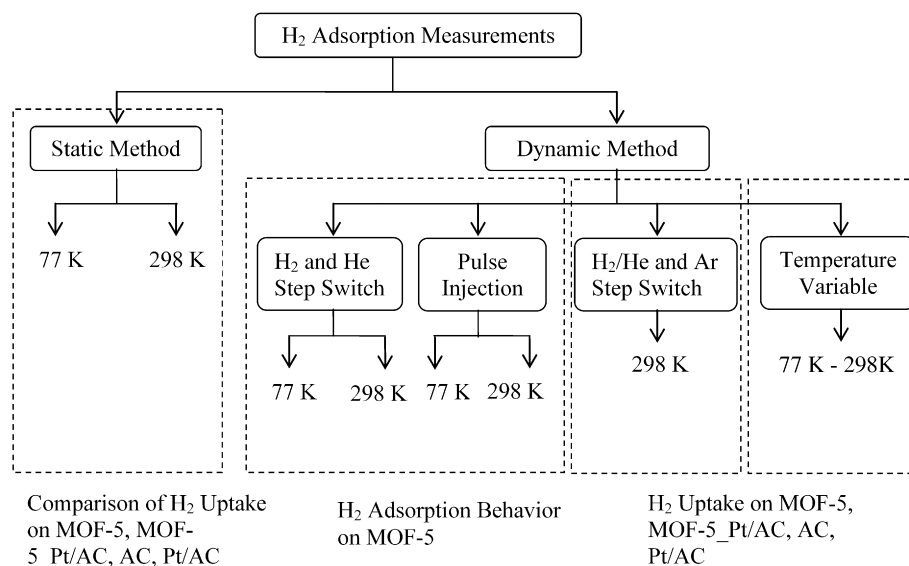 H₂ Adsorption Measurements
Static Method
Dynamic Method
77 K
298 K
H₂ and He
Step Switch
Pulse
Injection
H₂/He and Ar
Step Switch
Temperature
Variable
77 K
298 K
77 K
298 K
298 K
77 K - 298K
Comparison of H₂ Uptake
on MOF-5, MOF-
5_Pt/AC, AC, Pt/AC
H₂ Adsorption Behavior
on MOF-5
H₂ Uptake on MOF-5,
MOF-5_Pt/AC, AC,
Pt/AC